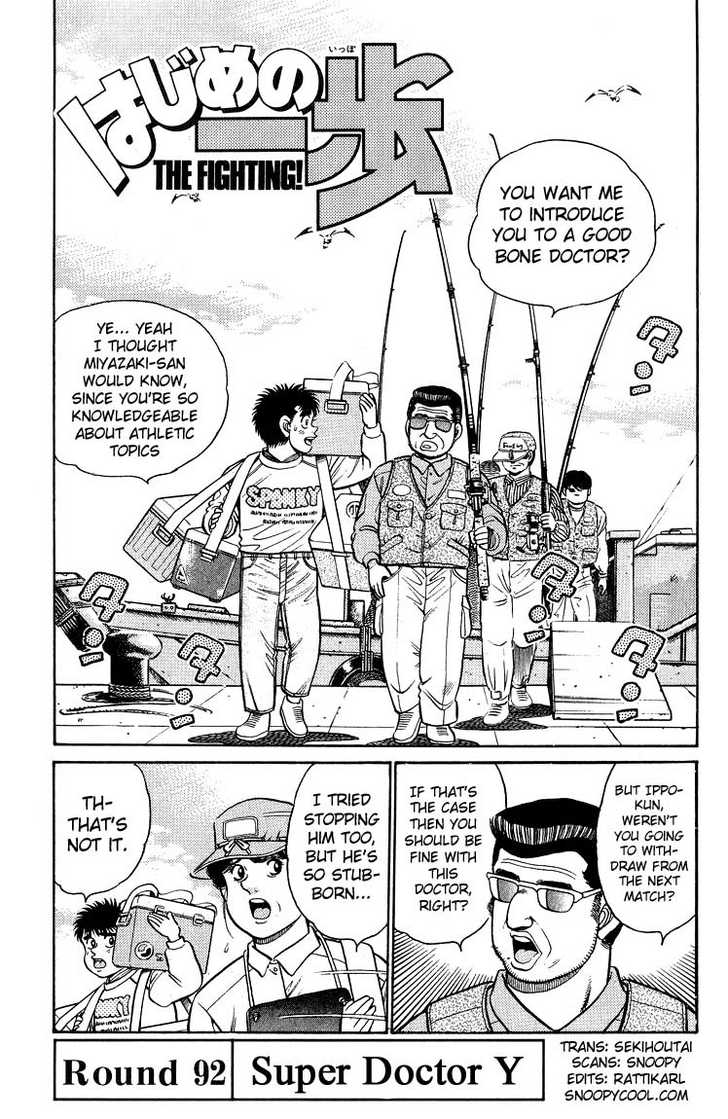 いっぽ
はじめの一歩
THE FIGHTING!
YOU WANT ME
TO INTRODUCE
YOU TO A GOOD
BONE DOCTOR?
YE... YEAH
I THOUGHT
MIYAZAKI-SAN
WOULD KNOW,
SINCE YOU'RE SO
KNOWLEDGEABLE
ABOUT ATHLETIC
TOPICS
SPANKY
BUT IPPO-
KUN,
WEREN'T
YOU GOING
TO WITH-
DRAW FROM
THE NEXT
MATCH?
IF THAT'S
THE CASE
THEN YOU
SHOULD BE
FINE WITH
THIS
DOCTOR,
RIGHT?
I TRIED
STOPPING
HIM TOO,
BUT HE'S
SO STUB-
BORN...
TH-
THAT'S
NOT IT.
Round 92
Super Doctor Y
TRANS: SEKIHOUTAI
SCANS: SNOOPY
EDITS: RATTIKARL
SNOOPYCOOL.COM